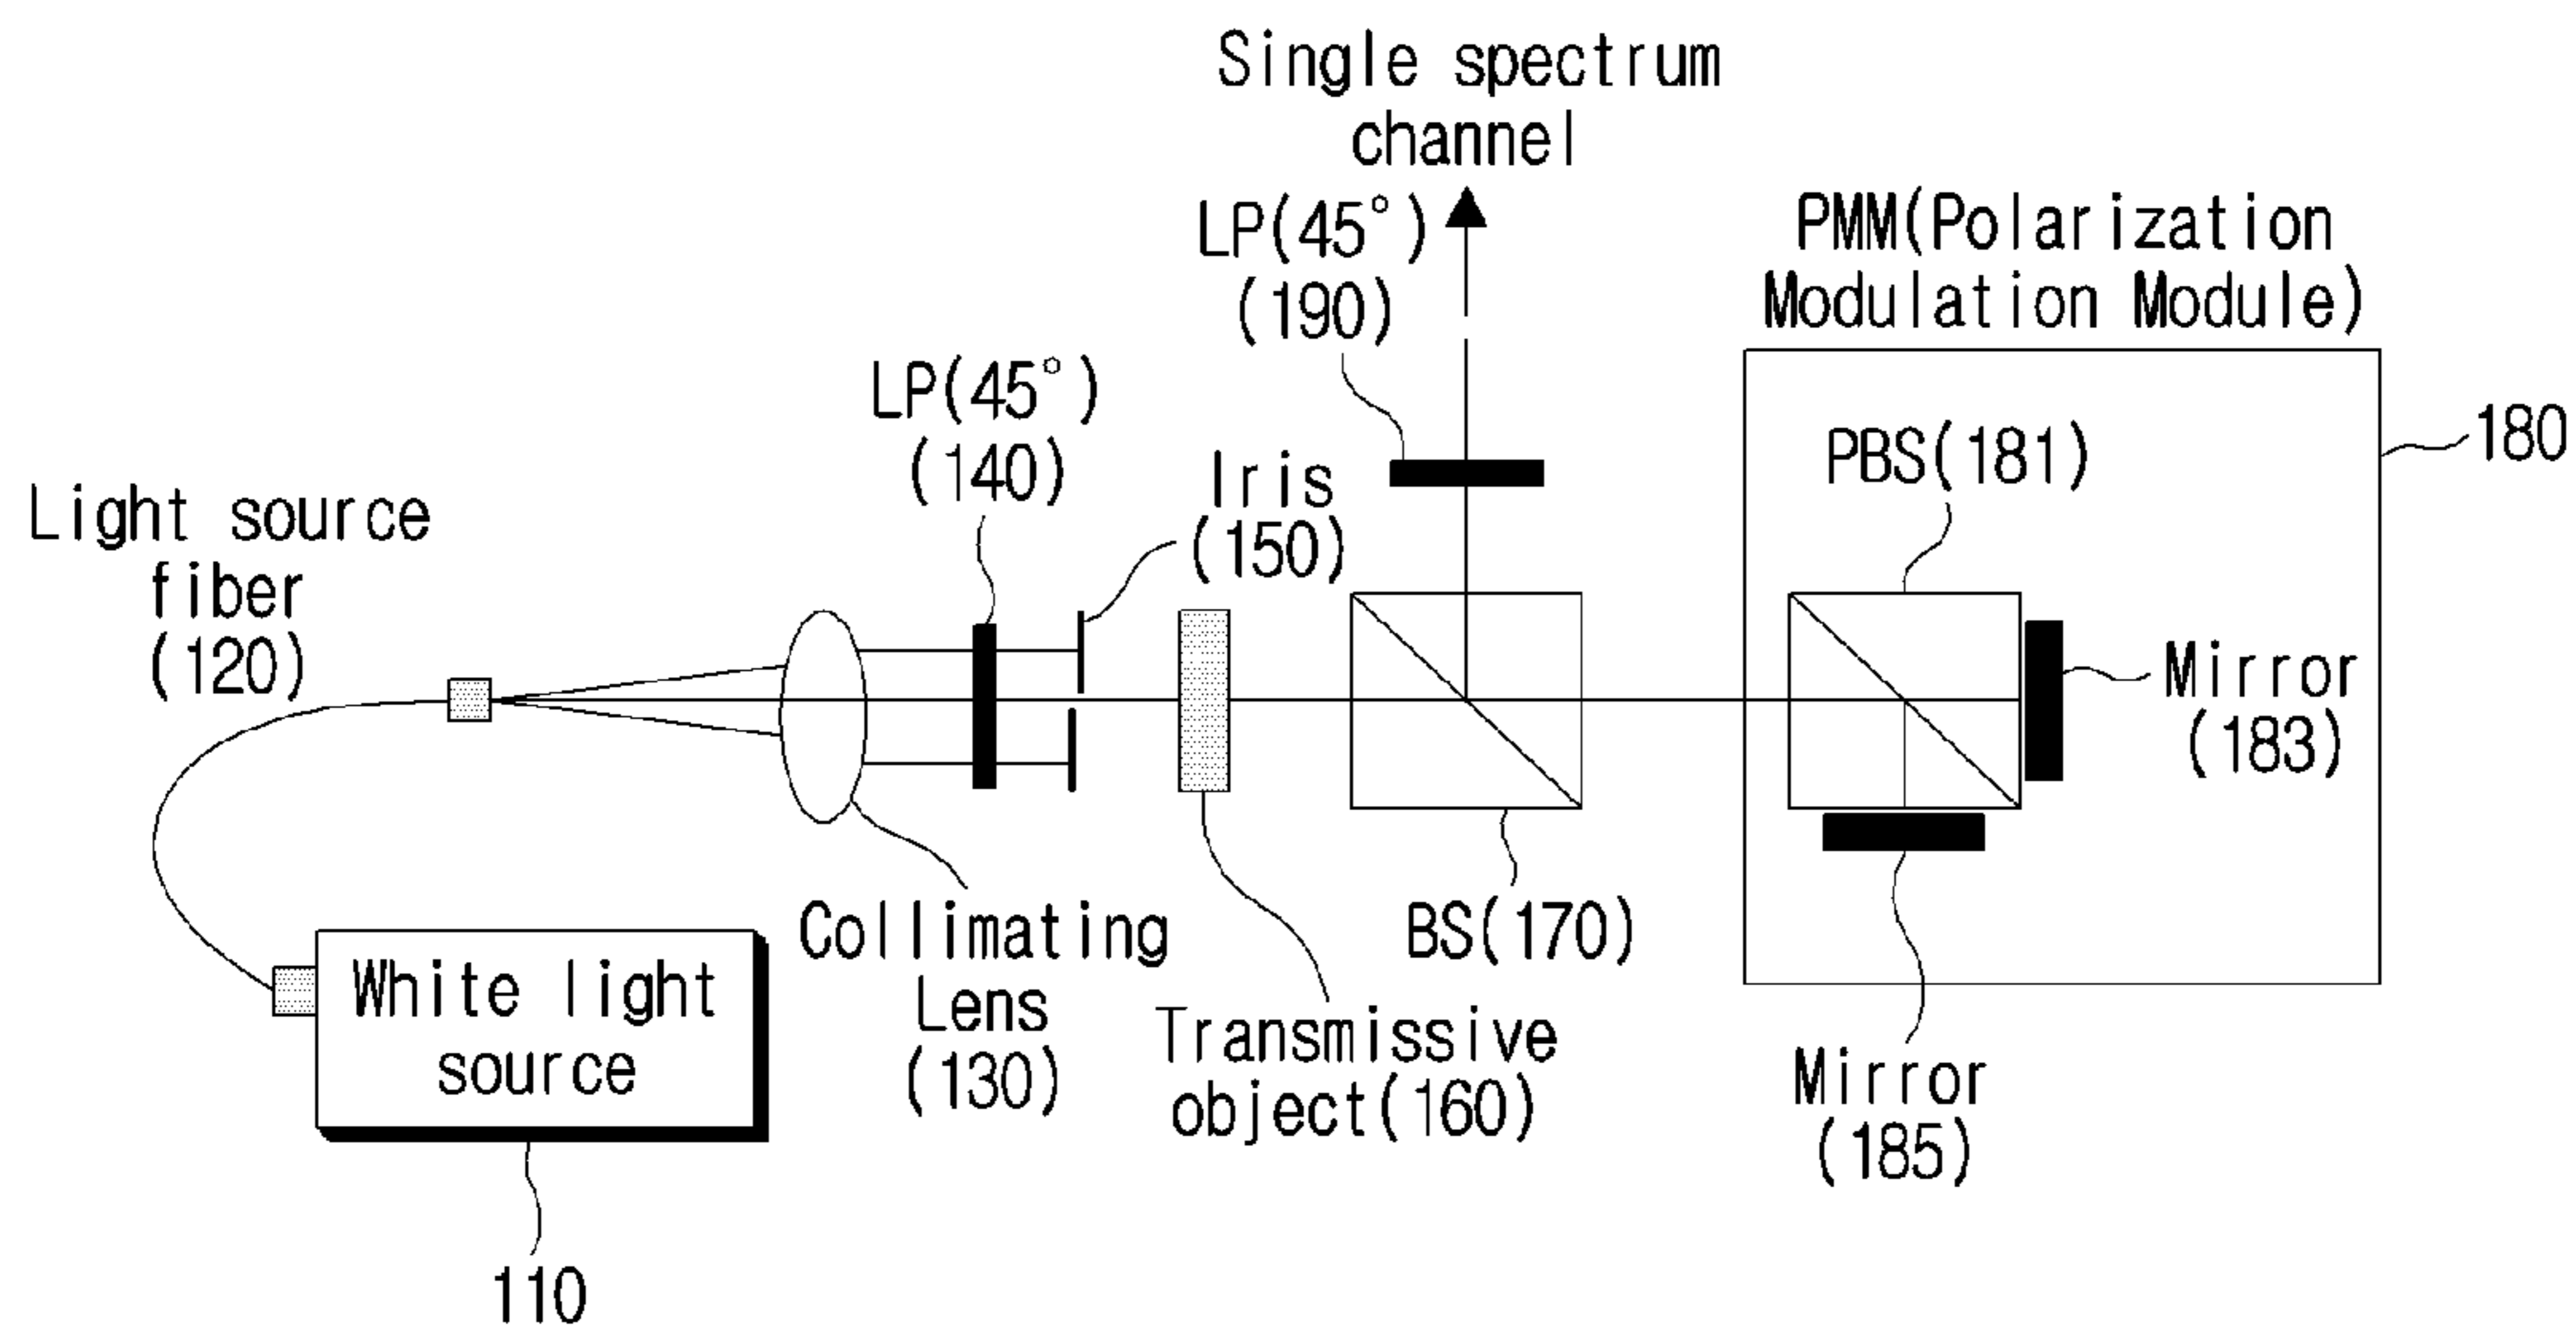 Single spectrum
channel
LP(45°)
(190)
PMM(Polarization
Modulation Module)
180
LP(45°)
(140)
Iris
(150)
PBS(181)
Light source
fiber
(120)
Mirror
(183)
Collimating
Lens
(130)
BS(170)
White light
source
Transmissive
object(160)
Mirror
(185)
110